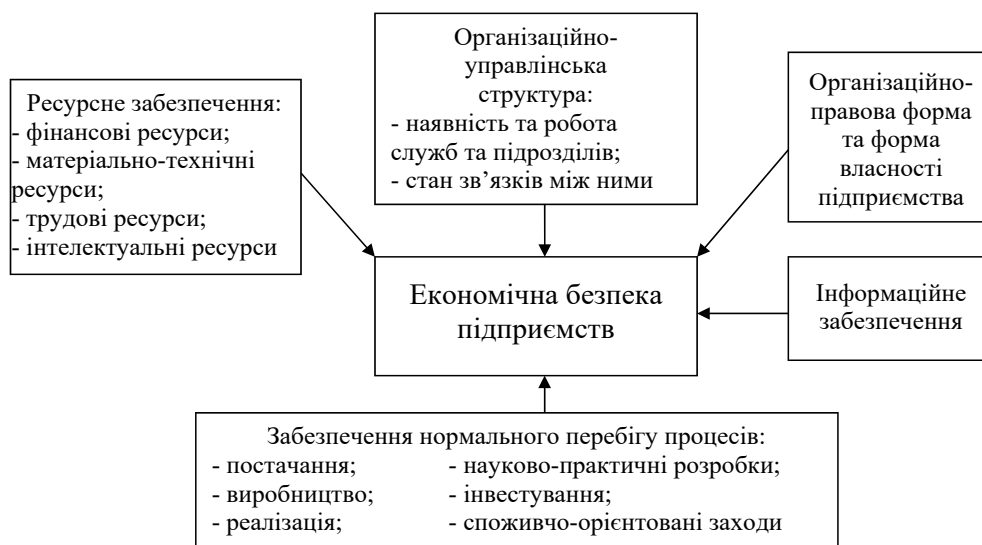 Ресурсне забезпечення:
- фінансові ресурси;
- матеріально-технічні
ресурси;
- трудові ресурси;
- інтелектуальні ресурси
Організаційно-
управлінська
структура:
- наявність та робота
служб та підрозділів;
- стан зв’язків між ними
Організаційно-
правова форма
та форма
власності
підприємства
Економічна безпека
підприємств
Інформаційне
забезпечення
Забезпечення нормального перебігу процесів:
- постачання; - науково-практичні розробки;
- виробництво; - інвестування;
- реалізація; - споживчо-орієнтовані заходи